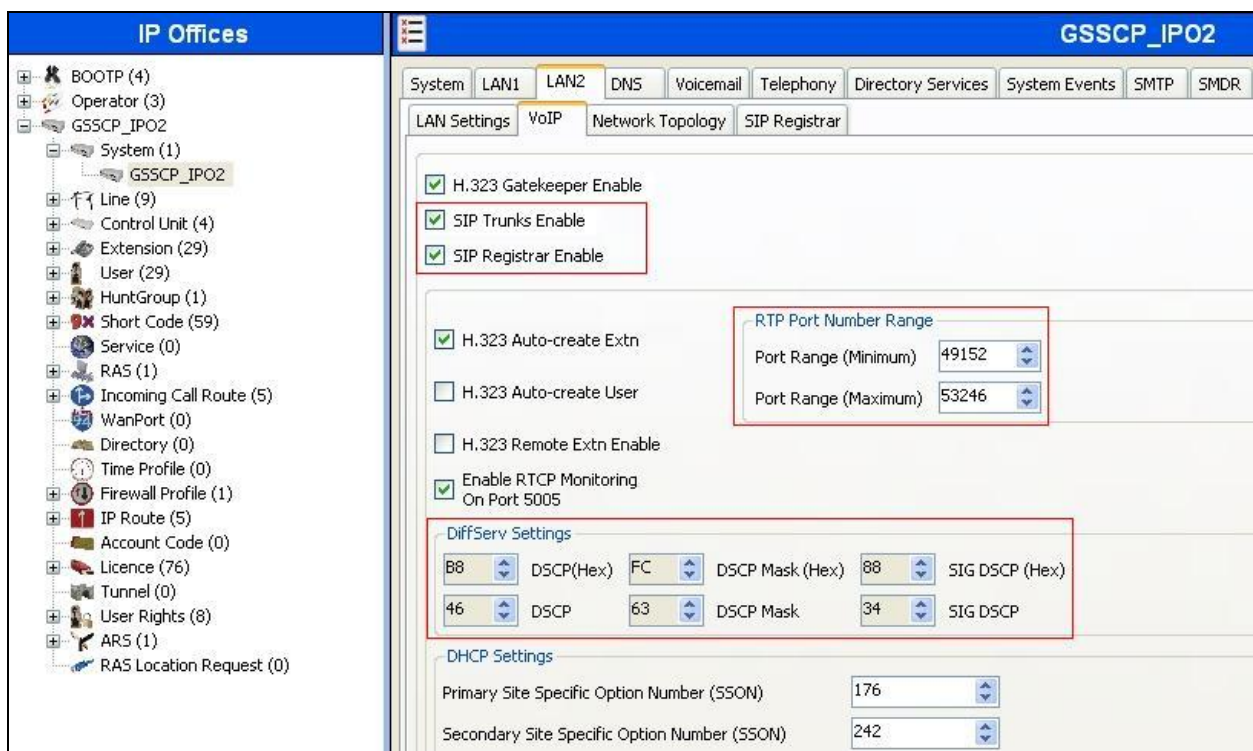 IP Offices
BOOTP (4)
Operator (3)
GSSCP_IPO2
System (1)
GSSCP_IPO2
Line (9)
Control Unit (4)
Extension (29)
User (29)
HuntGroup (1)
Short Code (59)
Service (0)
RAS (1)
Incoming Call Route (5)
WanPort (0)
Directory (0)
Time Profile (0)
Firewall Profile (1)
IP Route (5)
Account Code (0)
Licence (76)
Tunnel (0)
User Rights (8)
ARS (1)
RAS Location Request (0)
GSSCP_IPO2
System LAN1 LAN2 DNS Voicemail Telephony Directory Services System Events SMTP SMDR
LAN Settings VoIP Network Topology SIP Registrar
H.323 Gatekeeper Enable
SIP Trunks Enable
SIP Registrar Enable
H.323 Auto-create Extn
H.323 Auto-create User
H.323 Remote Extn Enable
Enable RTCP Monitoring
On Port 5005
RTP Port Number Range
Port Range (Minimum) 49152
Port Range (Maximum) 53246
DiffServ Settings
B8 DSCP(Hex) FC DSCP Mask (Hex) 88 SIG DSCP (Hex)
46 DSCP 63 DSCP Mask 34 SIG DSCP
DHCP Settings
Primary Site Specific Option Number (SSON) 176
Secondary Site Specific Option Number (SSON) 242